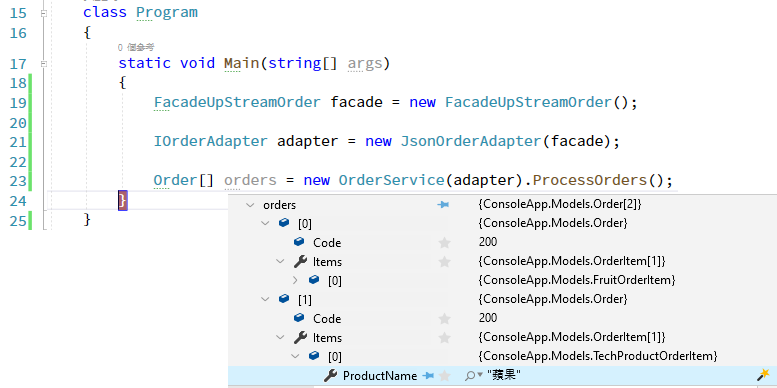 15 class Program
16 {
0 個參考
17 static void Main(string[] args)
18 {
19 FacadeUpStreamOrder facade = new FacadeUpStreamOrder();
20
21 IOrderAdapter adapter = new JsonOrderAdapter(facade);
22
23 Order[] orders = new OrderService(adapter).ProcessOrders();
24 }
25 }
orders {ConsoleApp.Models.Order[2]}
[0] {ConsoleApp.Models.Order}
Code 200
Items {ConsoleApp.Models.OrderItem[1]}
[0] {ConsoleApp.Models.FruitOrderItem}
[1] {ConsoleApp.Models.Order}
Code 200
Items {ConsoleApp.Models.OrderItem[1]}
[0] {ConsoleApp.Models.TechProductOrderItem}
ProductName "蘋果"